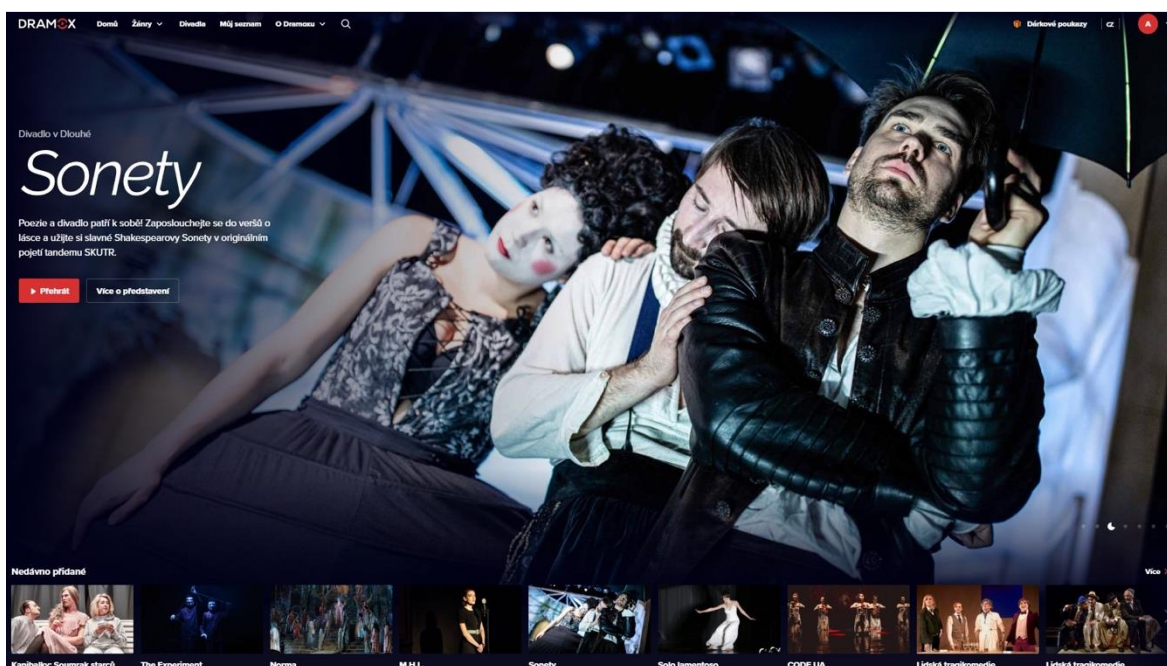 DRAMOX Domů Žánry Divadla Můj seznam O Dramoxu Dárkové poukazy CZ A
Divadlo v Dlouhé
Sonety
Poezie a divadlo patří k sobě! Zaposlouchejte se do veršů o
lásce a užijte si slavné Shakespearovy Sonety v originálním
pojetí tandemu SKUTR.
Přehrát Více o představení
Nedávno přidané Více
Kanibalky: Soumrak starců The Experiment Norma M.H.L. Sonety Solo lamentoso CODE UA Lidská tragikomedie Lidská tragikomedie